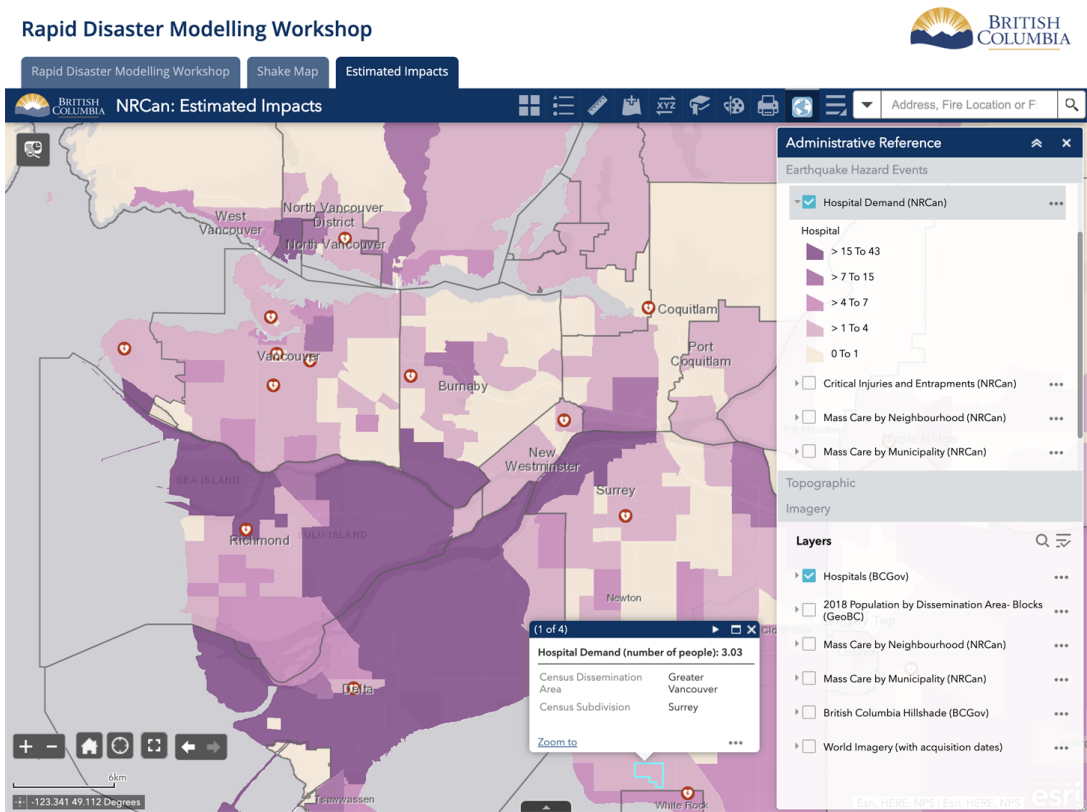 Rapid Disaster Modelling Workshop
BRITISH
COLUMBIA
Rapid Disaster Modelling Workshop
Shake Map
Estimated Impacts
BRITISH
COLUMBIA
NRCan: Estimated Impacts
XYZ
Address, Fire Location or F
Administrative Reference
Earthquake Hazard Events
Hospital Demand (NRCan)
Hospital
> 15 To 43
> 7 To 15
> 4 To 7
> 1 To 4
0 To 1
Critical Injuries and Entrapments (NRCan)
Mass Care by Neighbourhood (NRCan)
Mass Care by Municipality (NRCan)
Topographic
Imagery
Layers
Hospitals (BCGov)
2018 Population by Dissemination Area- Blocks
(GeoBC)
Mass Care by Neighbourhood (NRCan)
Mass Care by Municipality (NRCan)
British Columbia Hillshade (BCGov)
World Imagery (with acquisition dates)
West
Vancouver
North Vancouver
District
North Vancouver
Coquitlam
Port
Coquitlam
Vancouver
Burnaby
New
Westminster
SEA ISLAND
Surrey
Richmond
LULU ISLAND
Newton
(1 of 4)
Hospital Demand (number of people): 3.03
Census Dissemination
Area
Greater
Vancouver
Census Subdivision
Surrey
Zoom to
Delta
6km
-123.341 49.112 Degrees
Tsawwassen
White Rock
Esri, HERE, NPS | Esri, HERE, NPS
esri